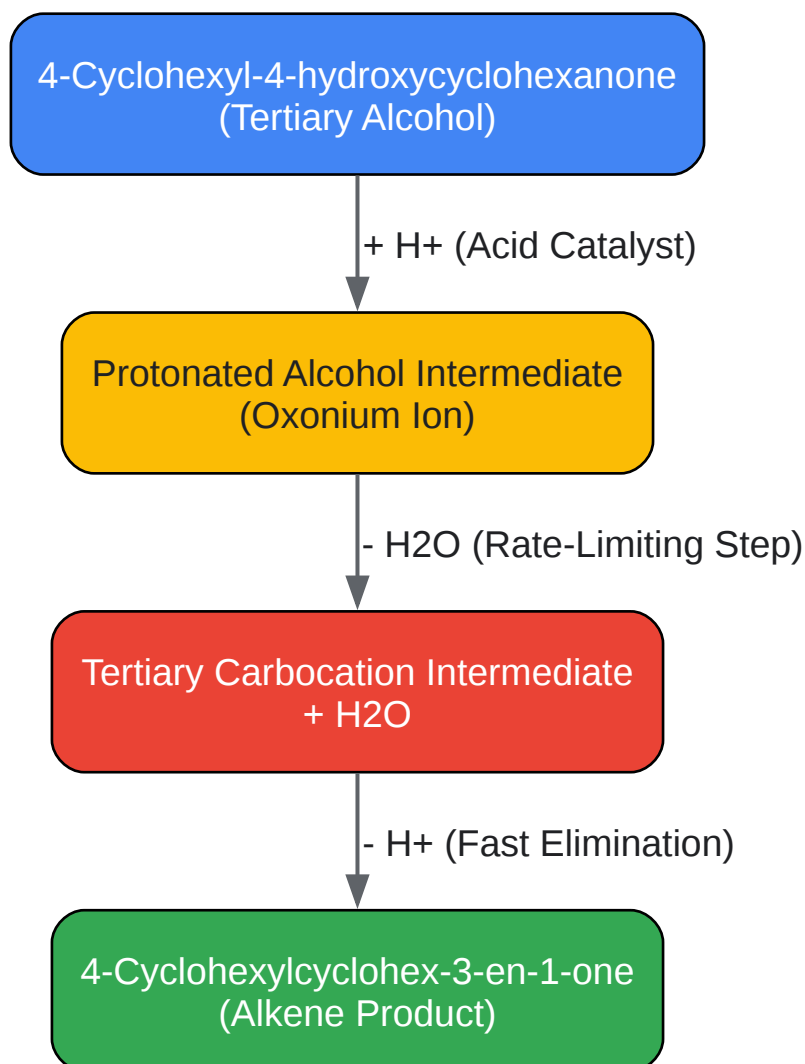 4-Cyclohexyl-4-hydroxycyclohexanone
(Tertiary Alcohol)
+ H+ (Acid Catalyst)
Protonated Alcohol Intermediate
(Oxonium Ion)
- H2O (Rate-Limiting Step)
Tertiary Carbocation Intermediate
+ H2O
- H+ (Fast Elimination)
4-Cyclohexylcyclohex-3-en-1-one
(Alkene Product)